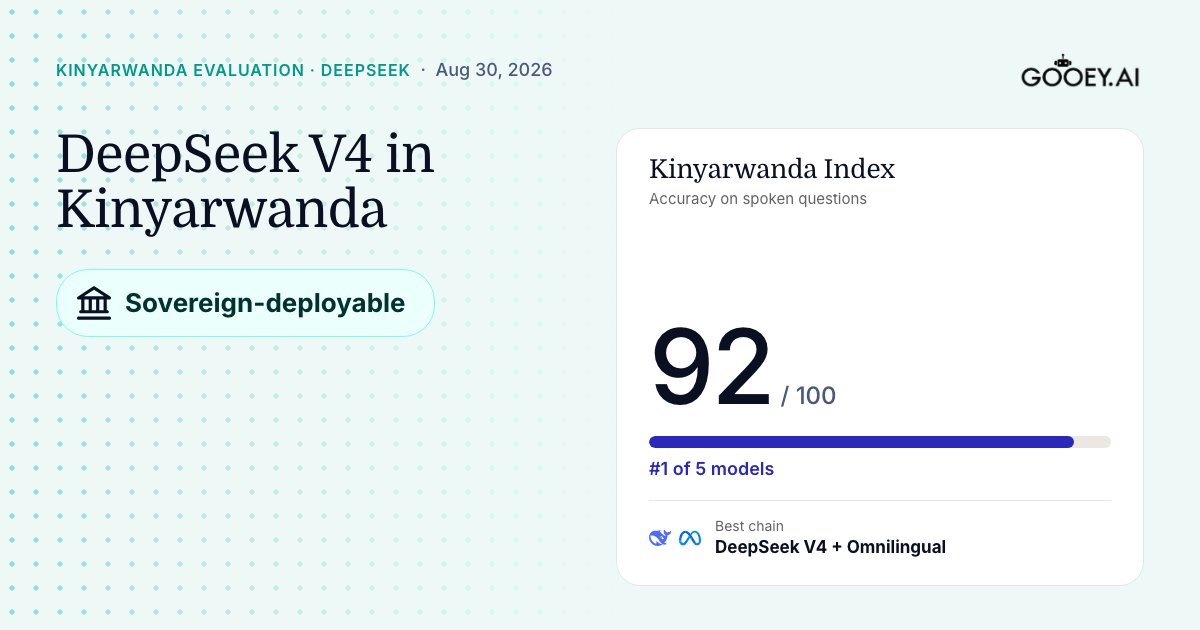 KINYARWANDA EVALUATION · DEEPSEEK · Aug 30, 2026
GOOEY.AI
DeepSeek V4 in
Kinyarwanda
Sovereign-deployable
Kinyarwanda Index
Accuracy on spoken questions
92 / 100
#1 of 5 models
Best chain
DeepSeek V4 + Omnilingual